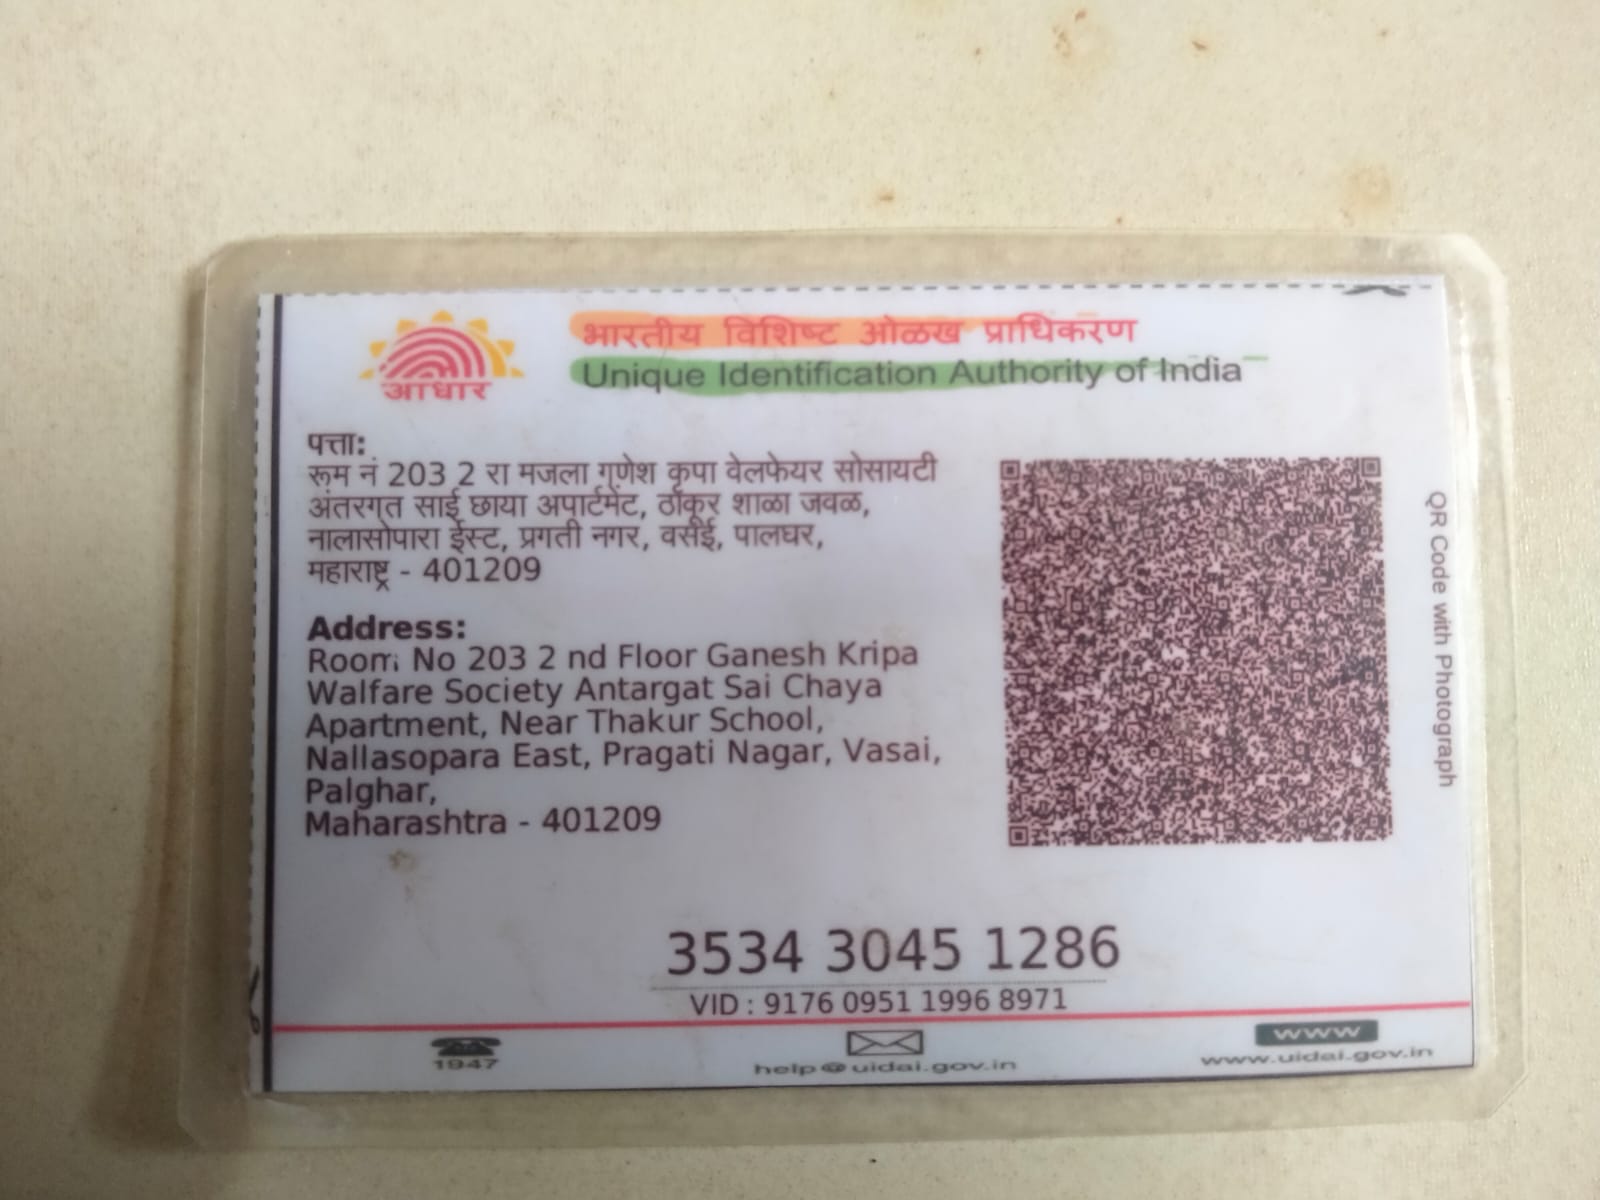 आधार
भारतीय विशिष्ट ओळख प्राधिकरण
Unique Identification Authority of India
पत्ता:
रूम नं 203 2 रा मजला गणेश कृपा वेलफेयर सोसायटी
अंतरगत साई छाया अपार्टमेंट, ठाकूर शाळा जवळ,
नालासोपारा ईस्ट, प्रगती नगर, वसई, पालघर,
महाराष्ट्र - 401209
Address:
Room No 203 2 nd Floor Ganesh Kripa
Walfare Society Antargat Sai Chaya
Apartment, Near Thakur School,
Nallasopara East, Pragati Nagar, Vasai,
Palghar,
Maharashtra - 401209
QR Code with Photograph
3534 3045 1286
VID : 9176 0951 1996 8971
1947
help@uidai.gov.in
www
www.uidai.gov.in